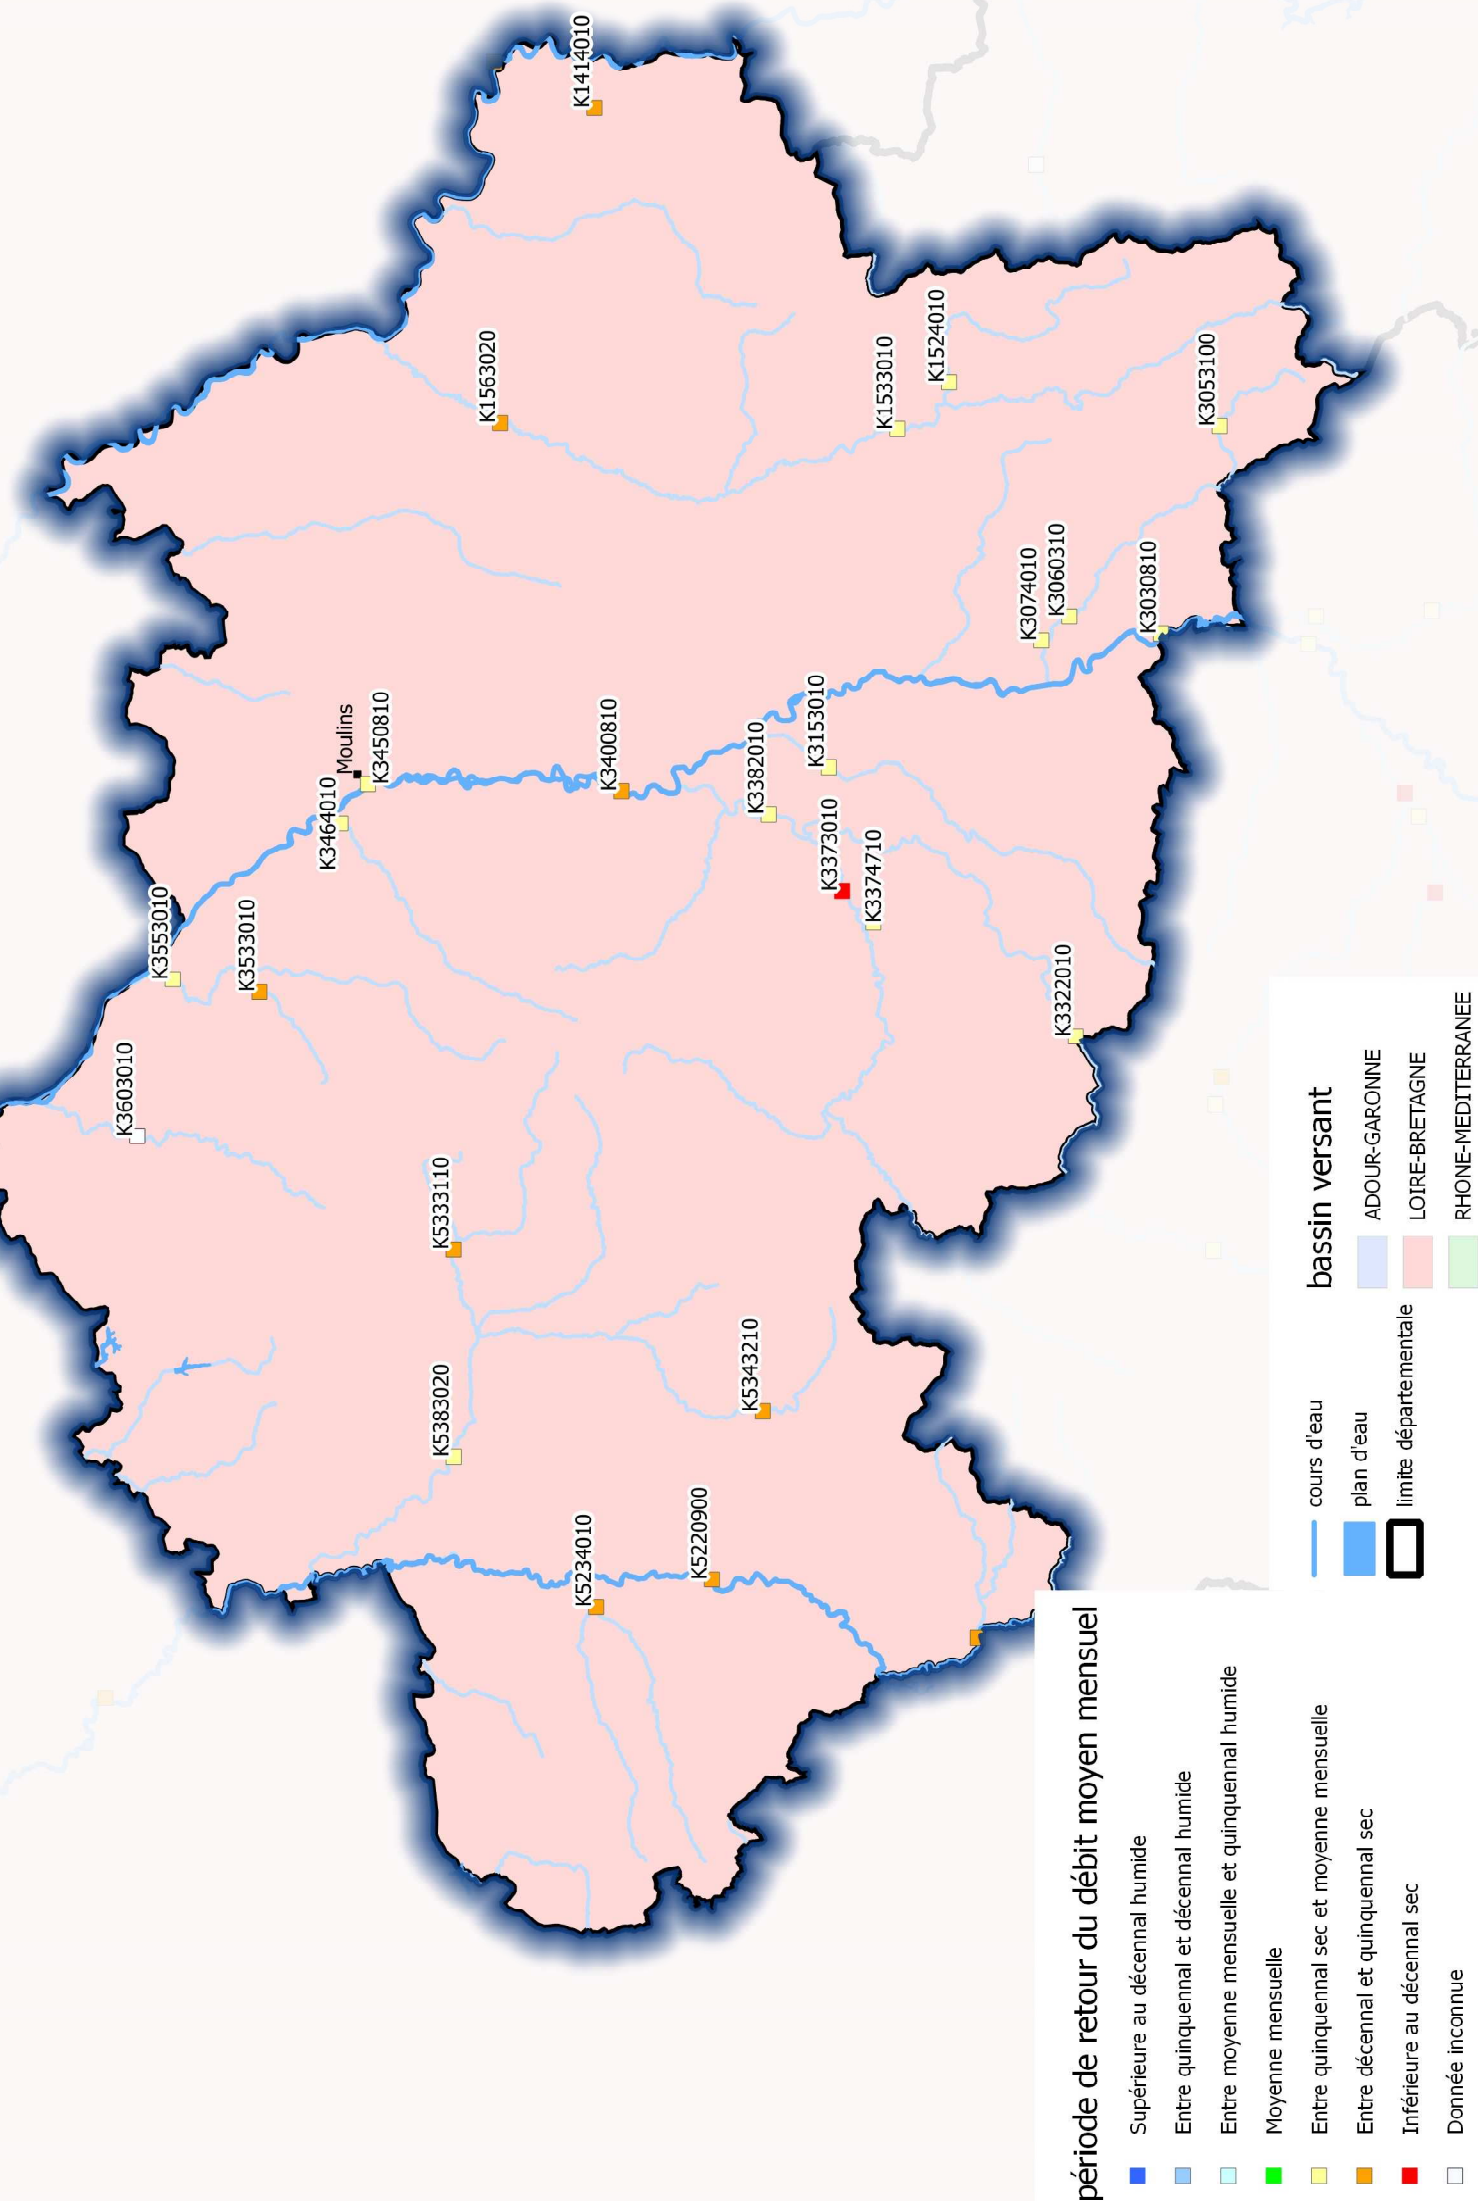 K1414010
K1563020
K1524010
K1533010
K3053100
K3074010
K3060310
K3030810
Moulins
K3450810
K3400810
K3153010
K3464010
K3382010
K3373010
K3374710
K3553010
K3533010
K3322010
K3603010
K5333110
K5383020
K5343210
K5234010
K5220900
période de retour du débit moyen mensuel
Supérieure au décennal humide
Entre quinquennal et décennal humide
Entre moyenne mensuelle et quinquennal humide
Moyenne mensuelle
Entre quinquennal sec et moyenne mensuelle
Entre décennal et quinquennal sec
Inférieure au décennal sec
Donnée inconnue
cours d'eau
plan d'eau
limite départementale
bassin versant
ADOUR-GARONNE
LOIRE-BRETAGNE
RHONE-MEDITERRANEE